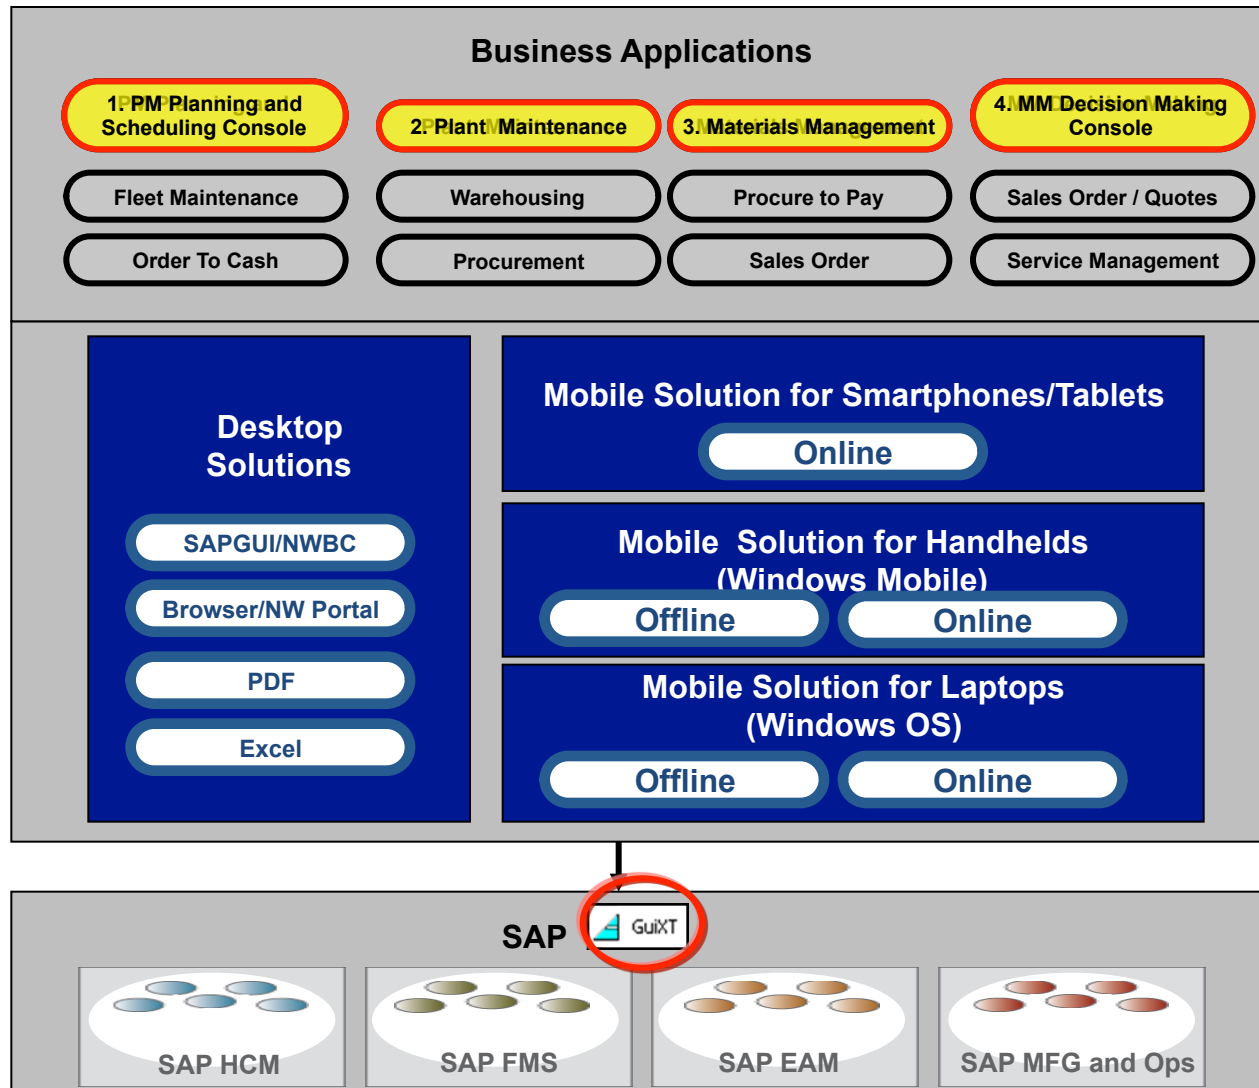 Business Applications
1. PM Planning and
Scheduling Console
2. Plant Maintenance
3. Materials Management
4. MM Decision Making
Console
Fleet Maintenance
Warehousing
Procure to Pay
Sales Order / Quotes
Order To Cash
Procurement
Sales Order
Service Management
Desktop
Solutions
SAPGUI/NWBC
Browser/NW Portal
PDF
Excel
Mobile Solution for Smartphones/Tablets
Online
Mobile Solution for Handhelds
(Windows Mobile)
Offline
Online
Mobile Solution for Laptops
(Windows OS)
Offline
Online
SAP
GuiXT
SAP HCM
SAP FMS
SAP EAM
SAP MFG and Ops